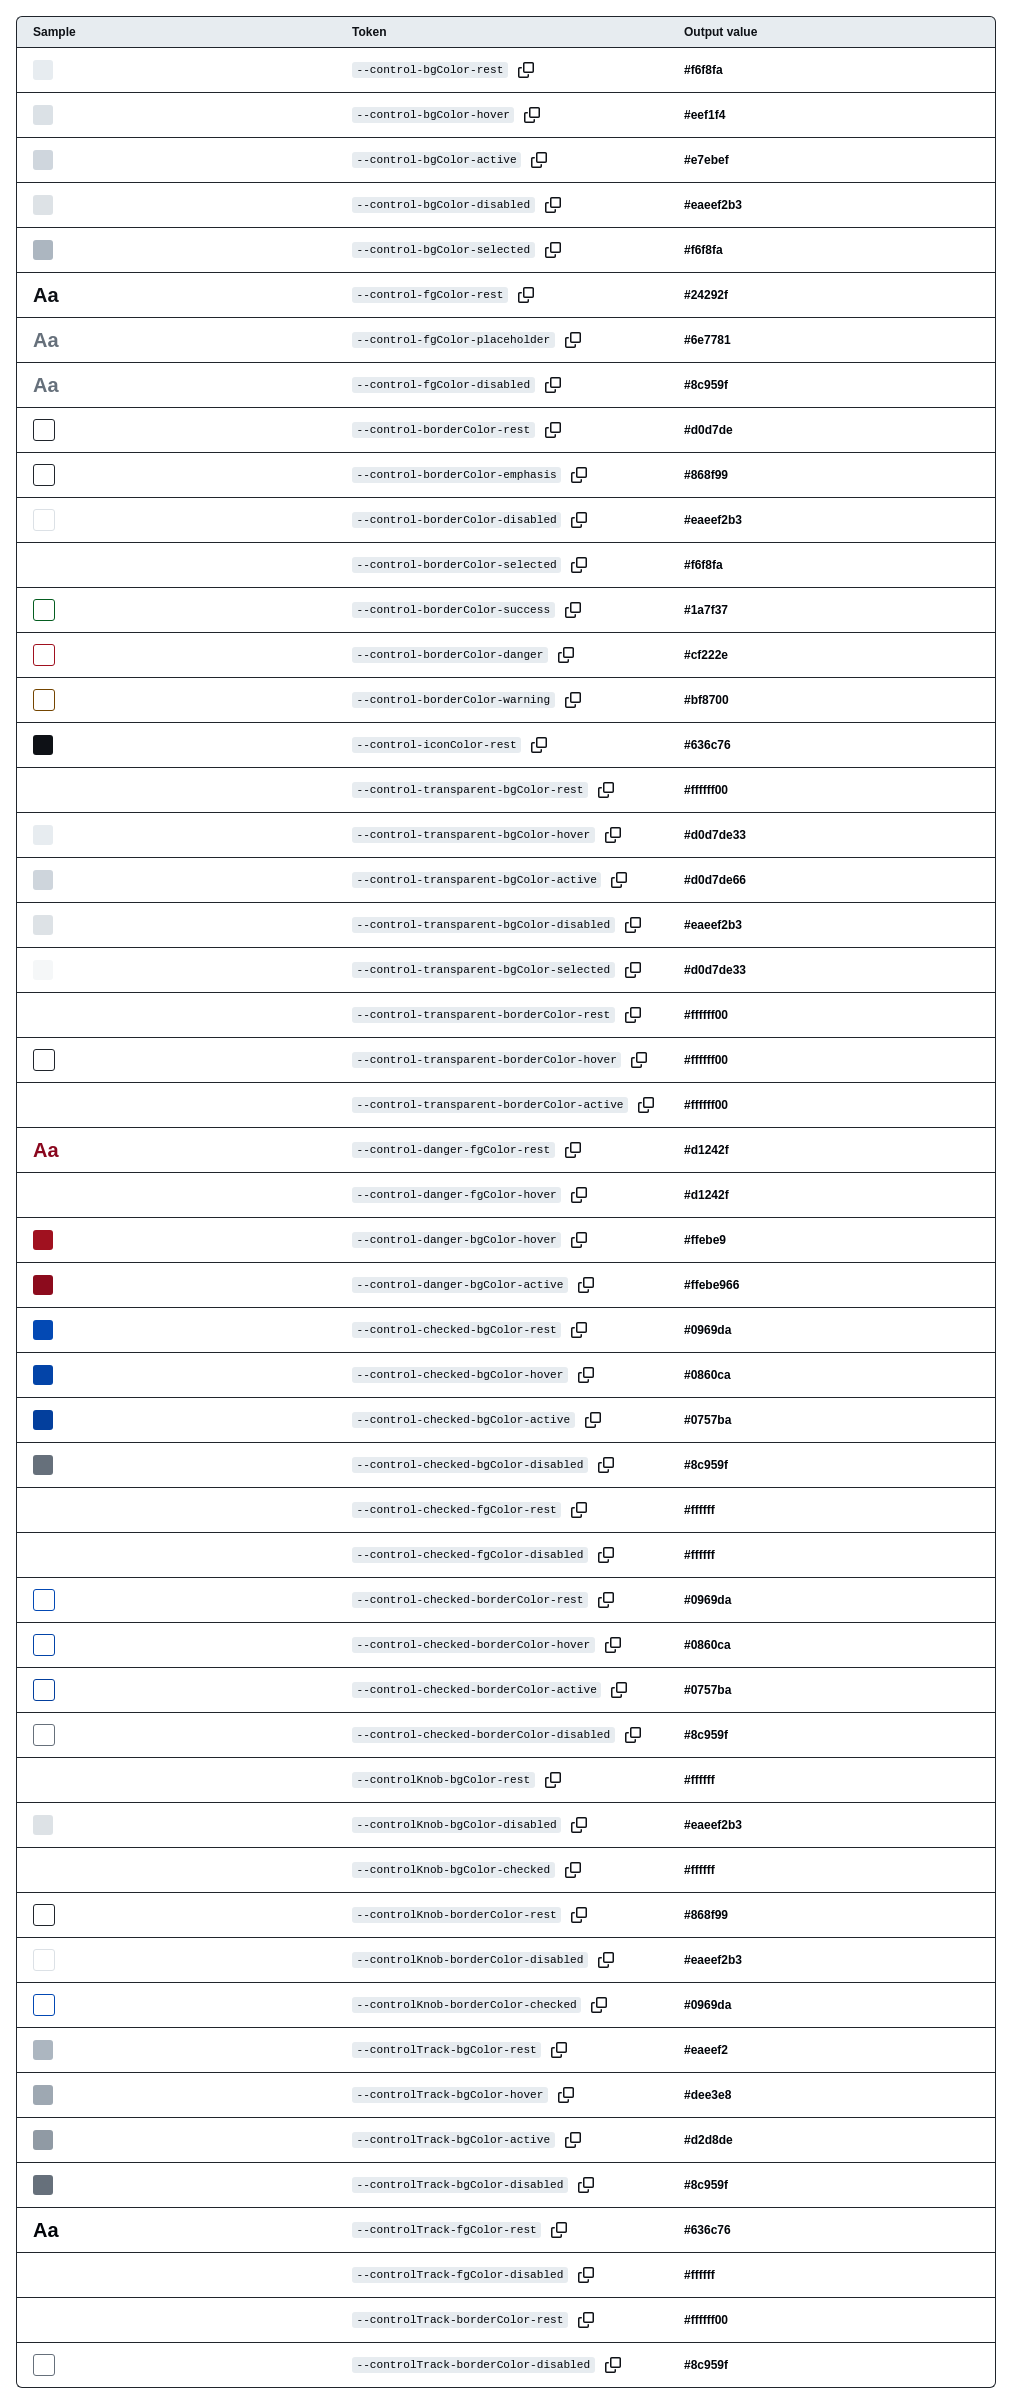 Sample Token Output value
--control-bgColor-rest #f6f8fa
--control-bgColor-hover #eef1f4
--control-bgColor-active #e7ebef
--control-bgColor-disabled #eaeef2b3
--control-bgColor-selected #f6f8fa
Aa --control-fgColor-rest #24292f
Aa --control-fgColor-placeholder #6e7781
Aa --control-fgColor-disabled #8c959f
--control-borderColor-rest #d0d7de
--control-borderColor-emphasis #868f99
--control-borderColor-disabled #eaeef2b3
--control-borderColor-selected #f6f8fa
--control-borderColor-success #1a7f37
--control-borderColor-danger #cf222e
--control-borderColor-warning #bf8700
--control-iconColor-rest #636c76
--control-transparent-bgColor-rest #ffffff00
--control-transparent-bgColor-hover #d0d7de33
--control-transparent-bgColor-active #d0d7de66
--control-transparent-bgColor-disabled #eaeef2b3
--control-transparent-bgColor-selected #d0d7de33
--control-transparent-borderColor-rest #ffffff00
--control-transparent-borderColor-hover #ffffff00
--control-transparent-borderColor-active #ffffff00
Aa --control-danger-fgColor-rest #d1242f
--control-danger-fgColor-hover #d1242f
--control-danger-bgColor-hover #ffebe9
--control-danger-bgColor-active #ffebe966
--control-checked-bgColor-rest #0969da
--control-checked-bgColor-hover #0860ca
--control-checked-bgColor-active #0757ba
--control-checked-bgColor-disabled #8c959f
--control-checked-fgColor-rest #ffffff
--control-checked-fgColor-disabled #ffffff
--control-checked-borderColor-rest #0969da
--control-checked-borderColor-hover #0860ca
--control-checked-borderColor-active #0757ba
--control-checked-borderColor-disabled #8c959f
--controlKnob-bgColor-rest #ffffff
--controlKnob-bgColor-disabled #eaeef2b3
--controlKnob-bgColor-checked #ffffff
--controlKnob-borderColor-rest #868f99
--controlKnob-borderColor-disabled #eaeef2b3
--controlKnob-borderColor-checked #0969da
--controlTrack-bgColor-rest #eaeef2
--controlTrack-bgColor-hover #dee3e8
--controlTrack-bgColor-active #d2d8de
--controlTrack-bgColor-disabled #8c959f
Aa --controlTrack-fgColor-rest #636c76
--controlTrack-fgColor-disabled #ffffff
--controlTrack-borderColor-rest #ffffff00
--controlTrack-borderColor-disabled #8c959f